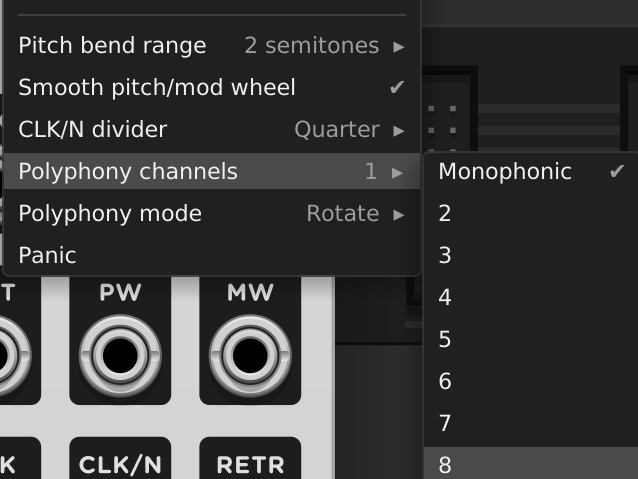 Pitch bend range 2 semitones ▸
Smooth pitch/mod wheel ✔
CLK/N divider Quarter ▸
Polyphony channels 1 ▸
Polyphony mode Rotate ▸
Panic
Monophonic ✔
2
3
4
5
6
7
8
T PW MW
K CLK/N RETR